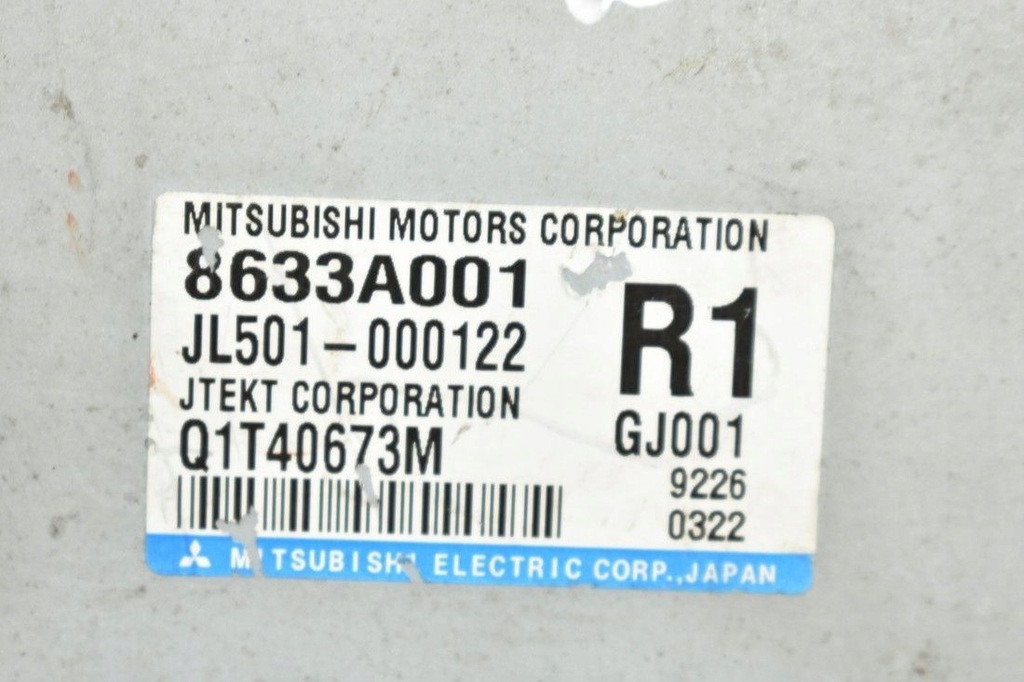 MITSUBISHI MOTORS CORPORATION
8633A001
R1
JL501-000122
JTEKT CORPORATION
GJ001
Q1T40673M
9226
0322
MITSUBISHI ELECTRIC CORP.,JAPAN